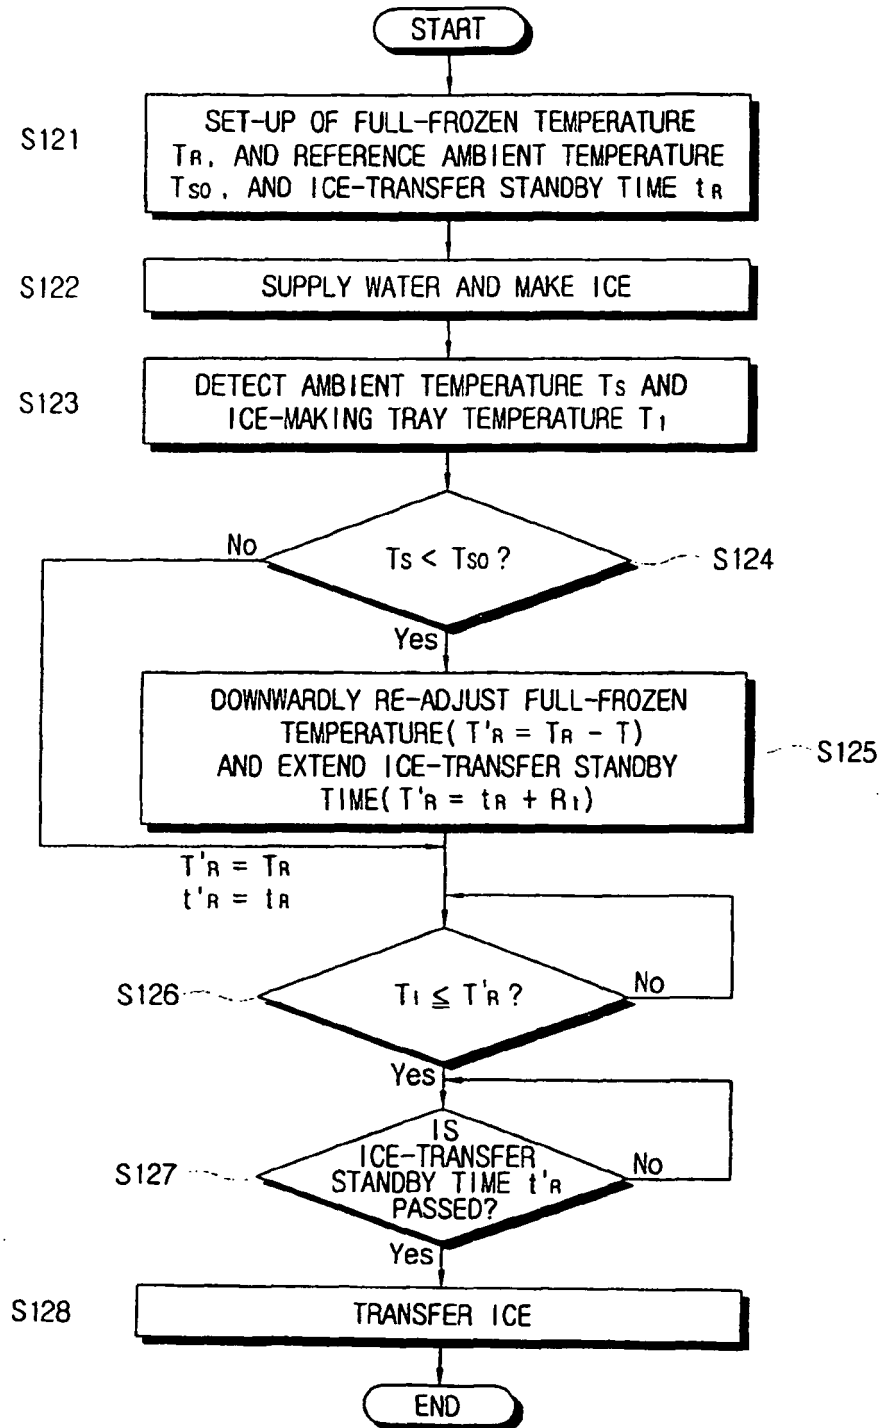 START
S121
SET-UP OF FULL-FROZEN TEMPERATURE
TR, AND REFERENCE AMBIENT TEMPERATURE
TSO, AND ICE-TRANSFER STANDBY TIME tR
S122
SUPPLY WATER AND MAKE ICE
S123
DETECT AMBIENT TEMPERATURE TS AND
ICE-MAKING TRAY TEMPERATURE T1
No
TS < TSO ?
S124
Yes
DOWNWARDLY RE-ADJUST FULL-FROZEN
TEMPERATURE( T'R = TR - T)
AND EXTEND ICE-TRANSFER STANDBY
TIME( T'R = tR + Rt)
S125
T'R = TR
t'R = tR
S126
T1 ≦ T'R ?
No
Yes
IS
ICE-TRANSFER
STANDBY TIME t'R
PASSED?
S127
No
Yes
S128
TRANSFER ICE
END